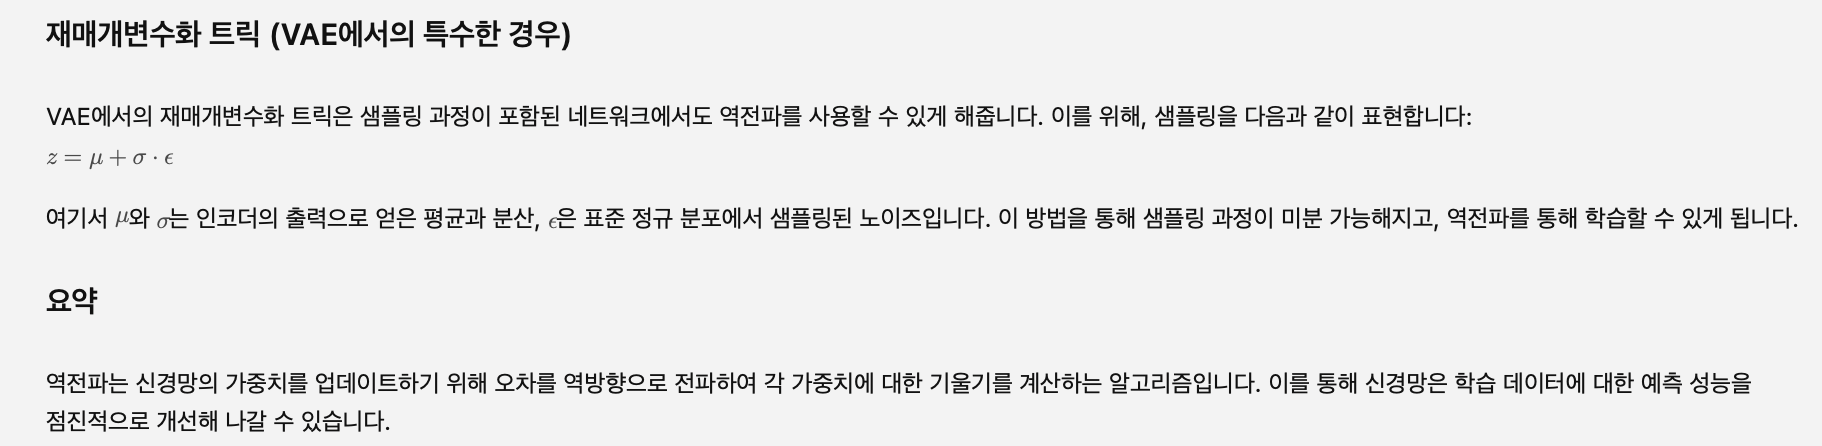 재매개변수화 트릭 (VAE에서의 특수한 경우)
VAE에서의 재매개변수화 트릭은 샘플링 과정이 포함된 네트워크에서도 역전파를 사용할 수 있게 해줍니다. 이를 위해, 샘플링을 다음과 같이 표현합니다:
z = μ + σ · ϵ
여기서 μ와 σ는 인코더의 출력으로 얻은 평균과 분산, ϵ은 표준 정규 분포에서 샘플링된 노이즈입니다. 이 방법을 통해 샘플링 과정이 미분 가능해지고, 역전파를 통해 학습할 수 있게 됩니다.
요약
역전파는 신경망의 가중치를 업데이트하기 위해 오차를 역방향으로 전파하여 각 가중치에 대한 기울기를 계산하는 알고리즘입니다. 이를 통해 신경망은 학습 데이터에 대한 예측 성능을
점진적으로 개선해 나갈 수 있습니다.